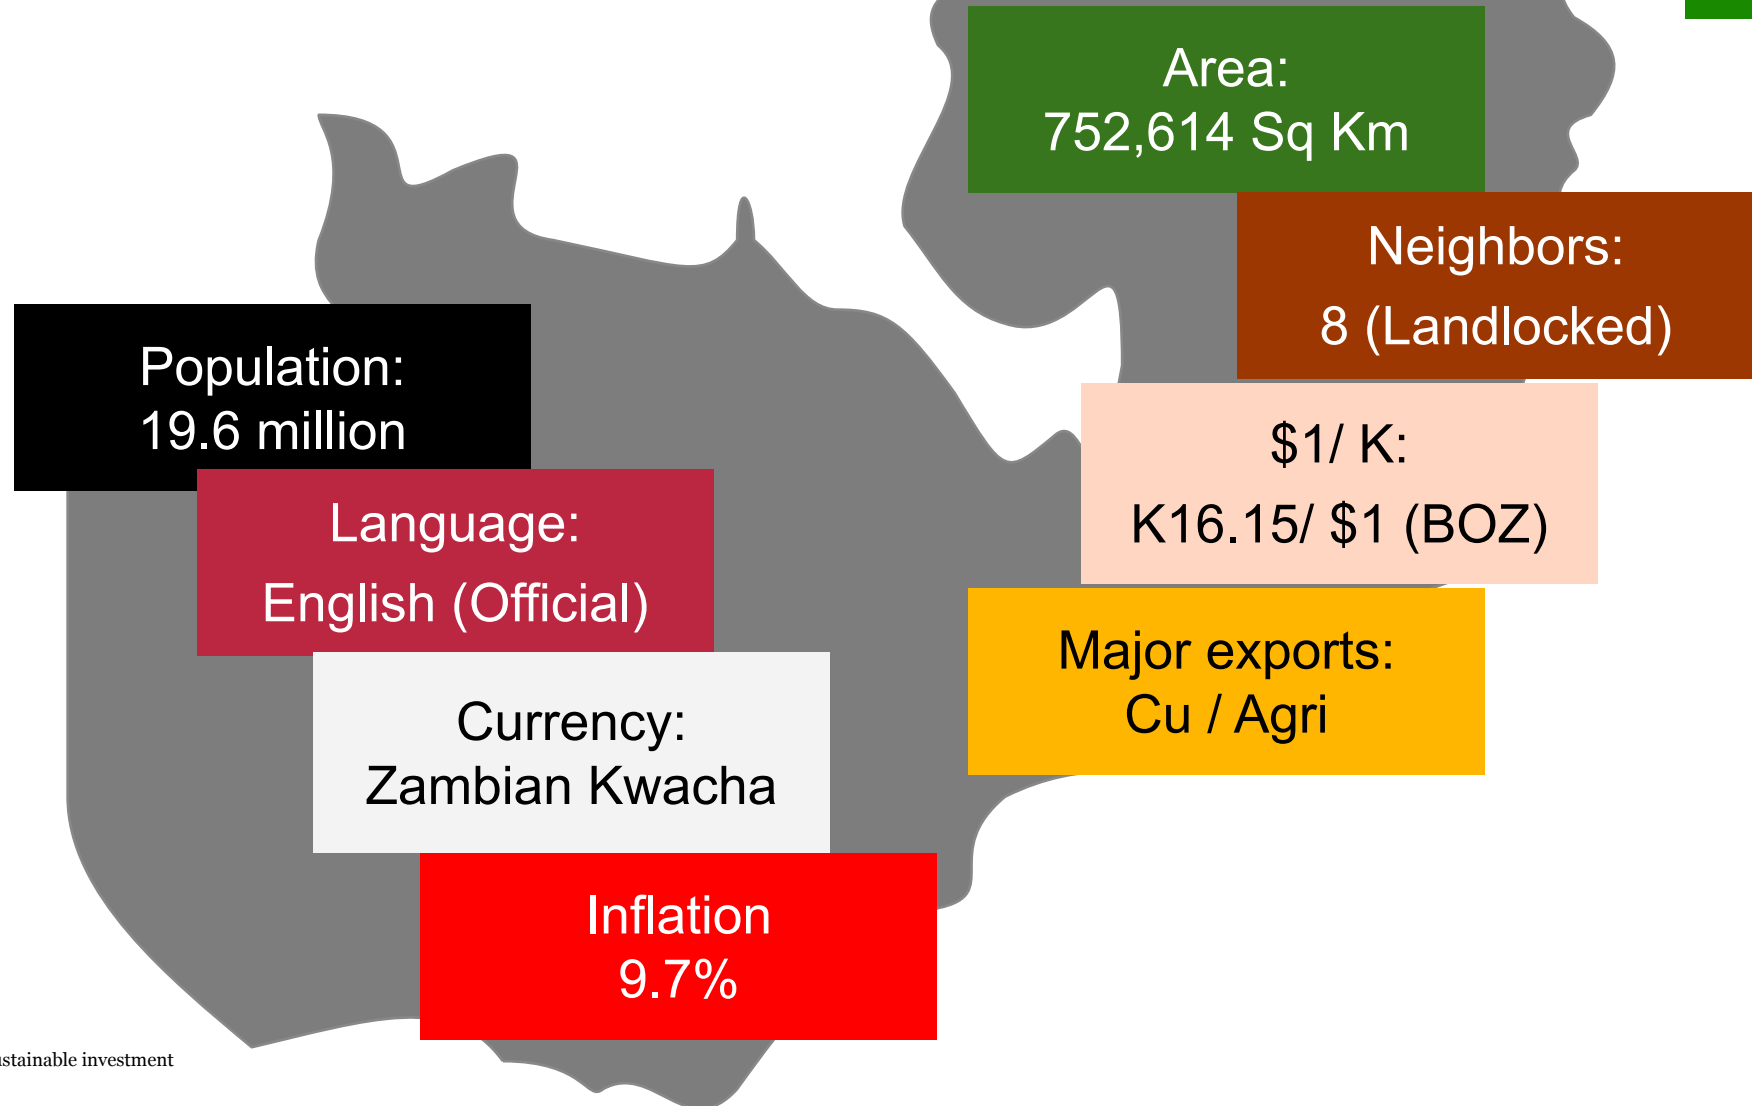 Area:
752,614 Sq Km
Neighbors:
8 (Landlocked)
Population:
19.6 million
$1/ K:
K16.15/ $1 (BOZ)
Language:
English (Official)
Major exports:
Cu / Agri
Currency:
Zambian Kwacha
Inflation
9.7%
investment